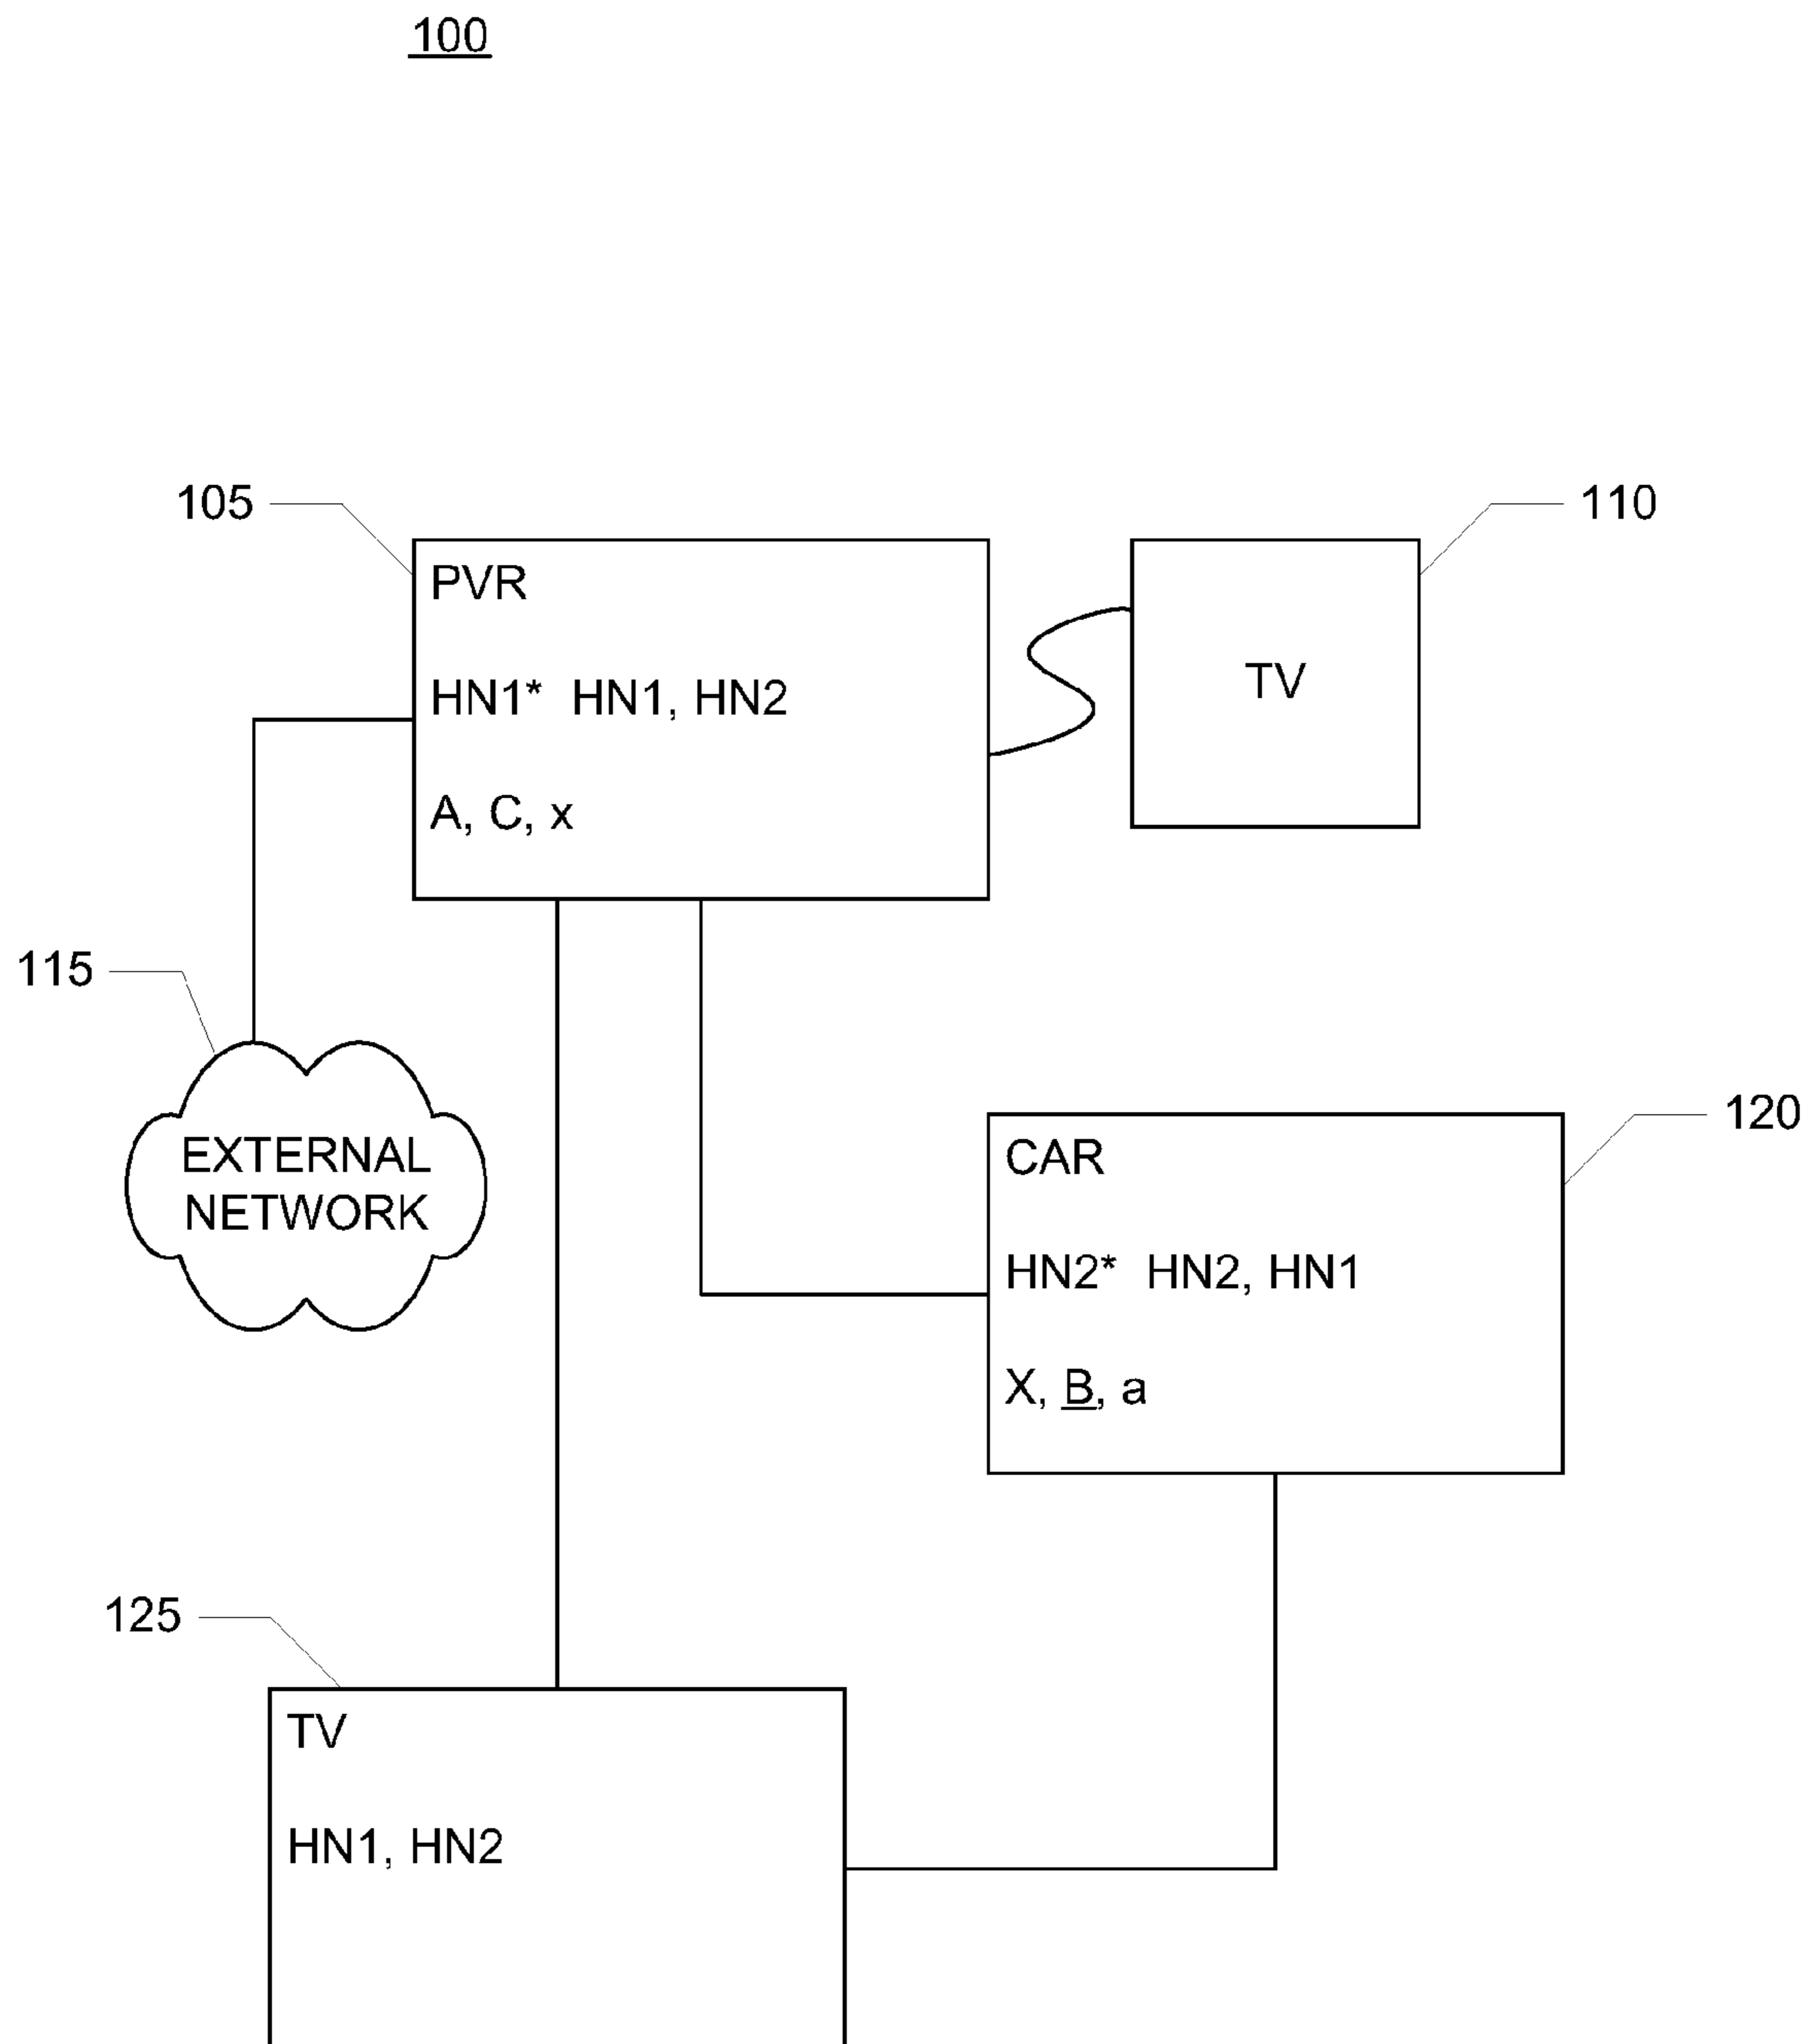 100
105
110
PVR
HN1* HN1, HN2
A, C, x
TV
115
EXTERNAL
NETWORK
120
CAR
HN2* HN2, HN1
X, B, a
125
TV
HN1, HN2